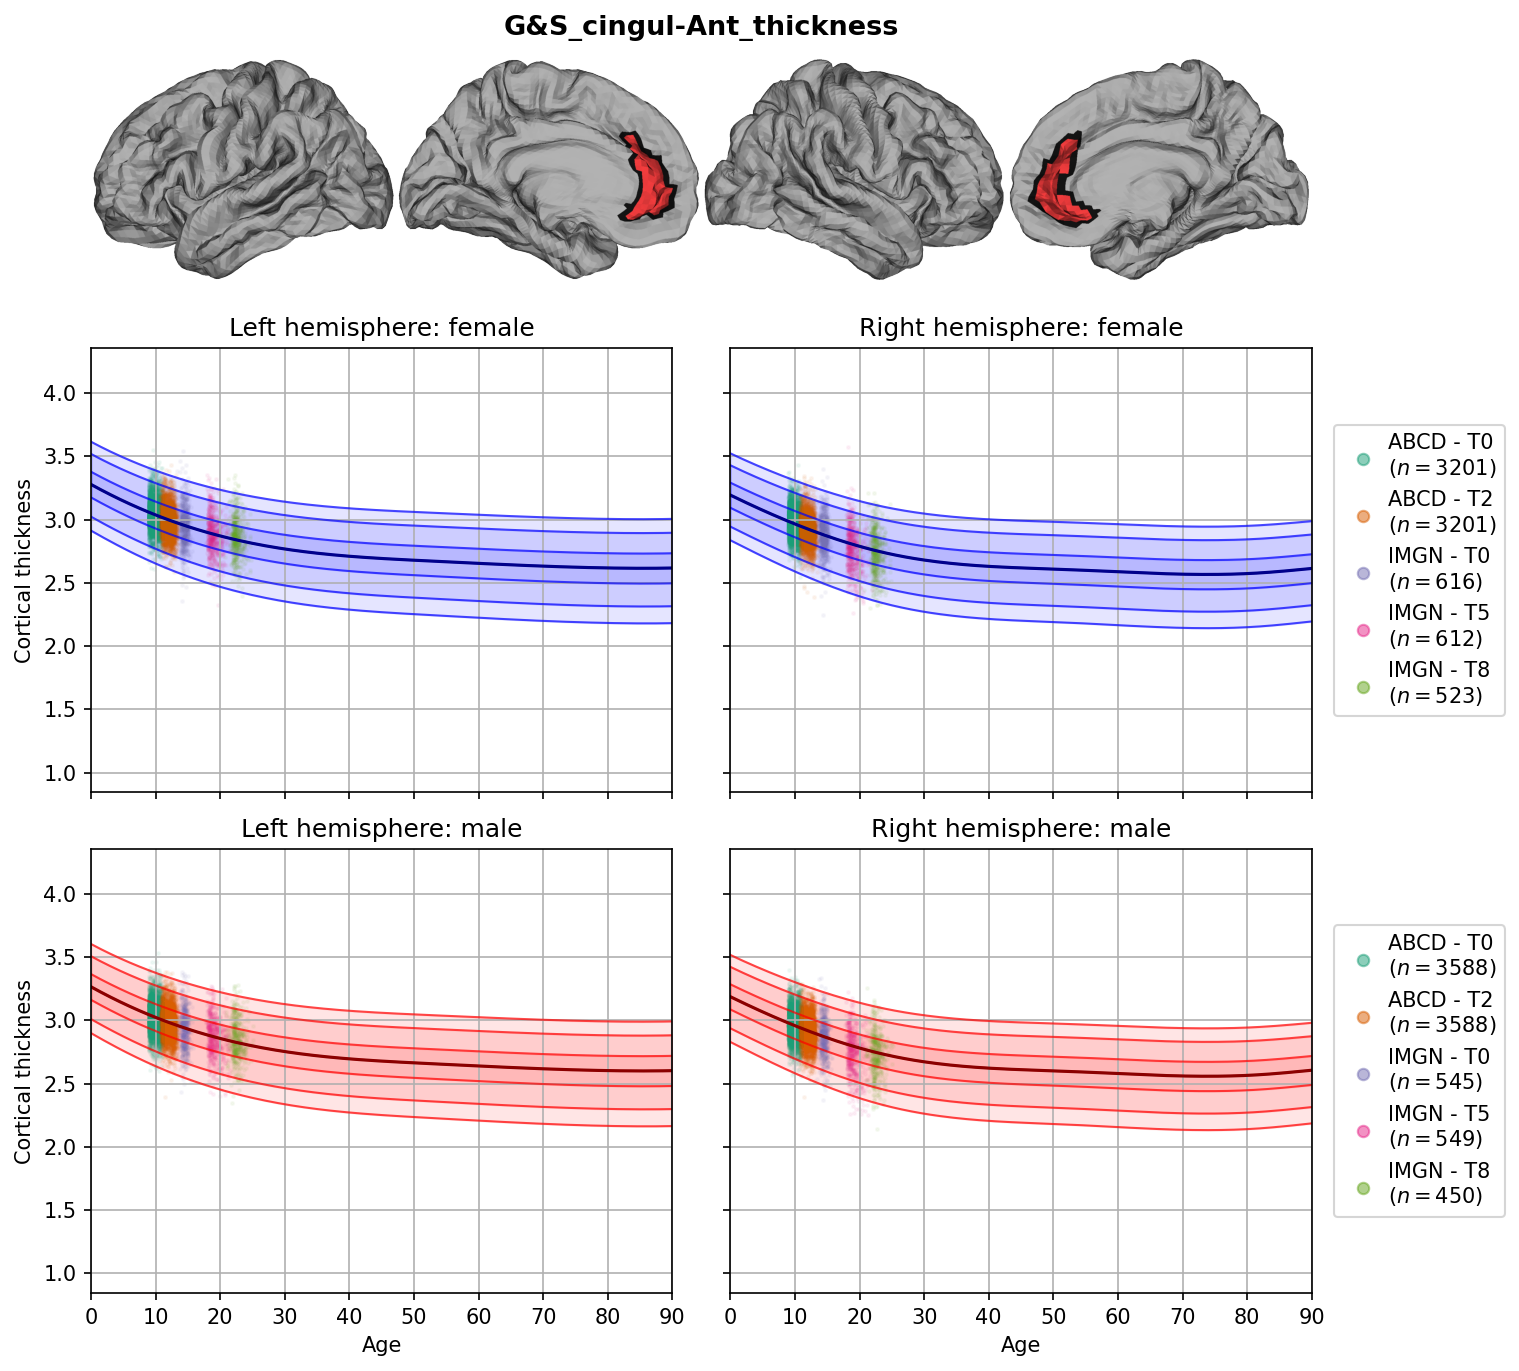 G&S_cingul-Ant_thickness
Left hemisphere: female
Right hemisphere: female
Cortical thickness
4.0
3.5
3.0
2.5
2.0
1.5
1.0
ABCD - T0
(n = 3201)
ABCD - T2
(n = 3201)
IMGN - T0
(n = 616)
IMGN - T5
(n = 612)
IMGN - T8
(n = 523)
Left hemisphere: male
Right hemisphere: male
Cortical thickness
4.0
3.5
3.0
2.5
2.0
1.5
1.0
0 10 20 30 40 50 60 70 80 90
Age
0 10 20 30 40 50 60 70 80 90
Age
ABCD - T0
(n = 3588)
ABCD - T2
(n = 3588)
IMGN - T0
(n = 545)
IMGN - T5
(n = 549)
IMGN - T8
(n = 450)